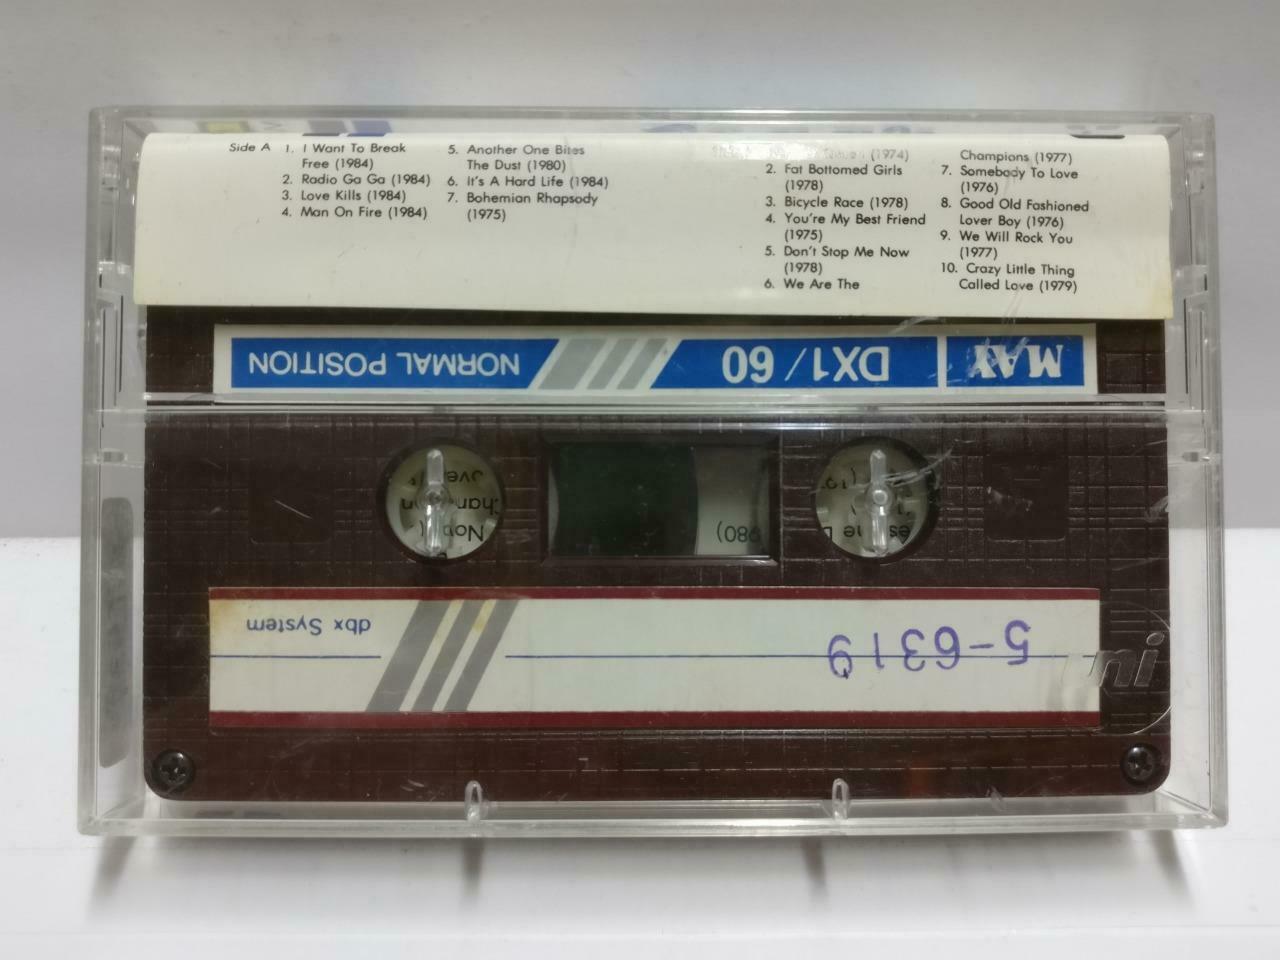 Side A
1. I Want To Break
Free (1984)
2. Radio Ga Ga (1984)
3. Love Kills (1984)
4. Man On Fire (1984)
5. Another One Bites
The Dust (1980)
6. It's A Hard Life (1984)
7. Bohemian Rhapsody
(1975)
(1974)
2. Fat Bottomed Girls
(1978)
3. Bicycle Race (1978)
4. You're My Best Friend
(1975)
5. Don't Stop Me Now
(1978)
6. We Are The
Champions (1977)
7. Somebody To Love
(1976)
8. Good Old Fashioned
Lover Boy (1976)
9. We Will Rock You
(1977)
10. Crazy Little Thing
Called Love (1979)
DX1/60 NORMAL POSITION
980)
5-6319
dbx System
uni